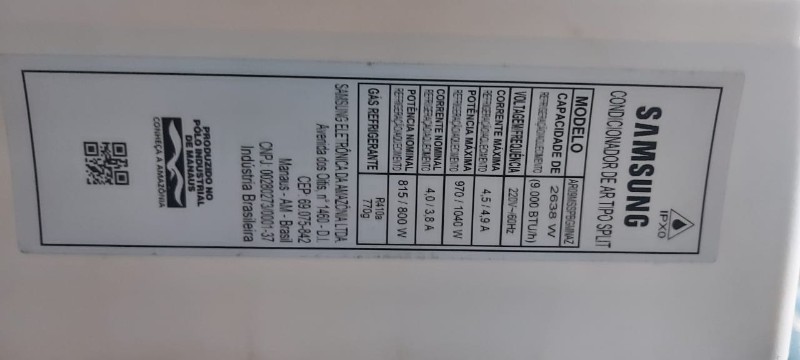 SAMSUNG
IPX0
CONDICIONADOR DE AR TIPO SPLIT
MODELO
CAPACIDADE DE 2638 W
REFRIGERAÇÃO/AQUECIMENTO (9.000 BTU/h)
VOLTAGEM/FREQUÊNCIA 220V~60Hz
CORRENTE MÁXIMA 4,5 / 4,9 A
REFRIGERAÇÃO/AQUECIMENTO
POTÊNCIA MÁXIMA 970 / 1040 W
REFRIGERAÇÃO/AQUECIMENTO
CORRENTE NOMINAL 4,0 / 3,8 A
REFRIGERAÇÃO/AQUECIMENTO
POTÊNCIA NOMINAL 815 / 800 W
REFRIGERAÇÃO/AQUECIMENTO
GÁS REFRIGERANTE R410a
770g
SAMSUNG ELETRÔNICA DA AMAZÔNIA LTDA.
Avenida dos Oitis, n° 1460 - D.I.
CEP 69.075-842
Manaus - AM - Brasil
CNPJ: 00280273/0001-37
Indústria Brasileira
PRODUZIDO NO
PÓLO INDUSTRIAL
DE MANAUS
CONHEÇA A AMAZÔNIA